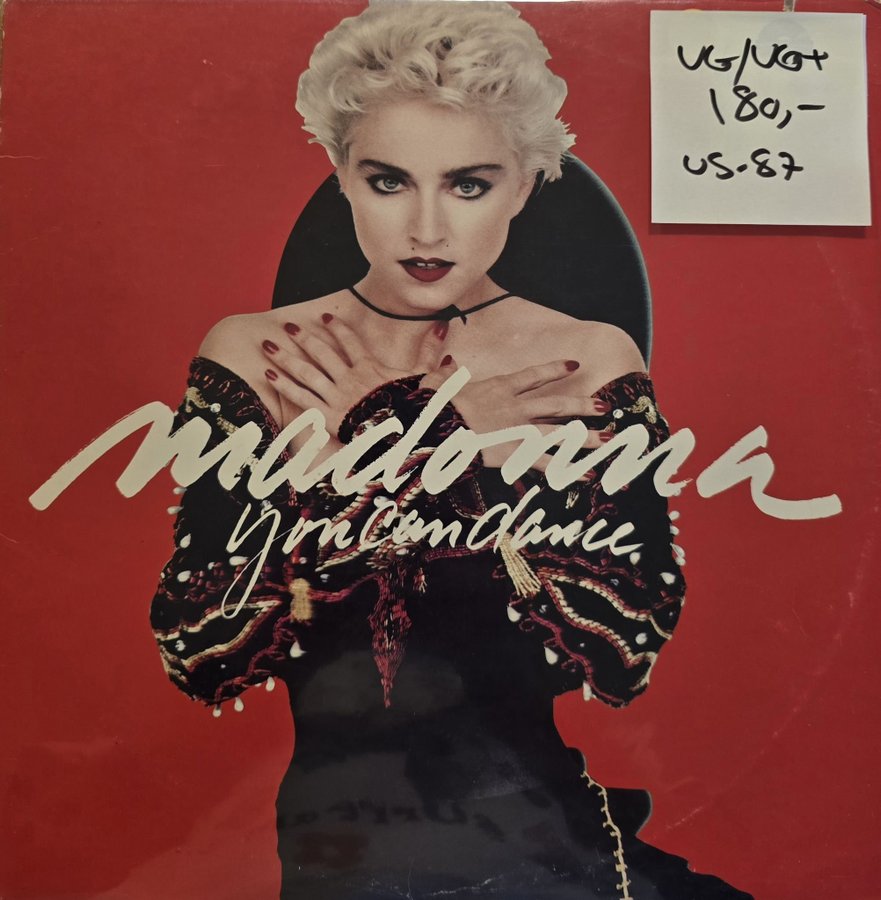 VG/VG+
180,-
US-87
madonna
you can dance